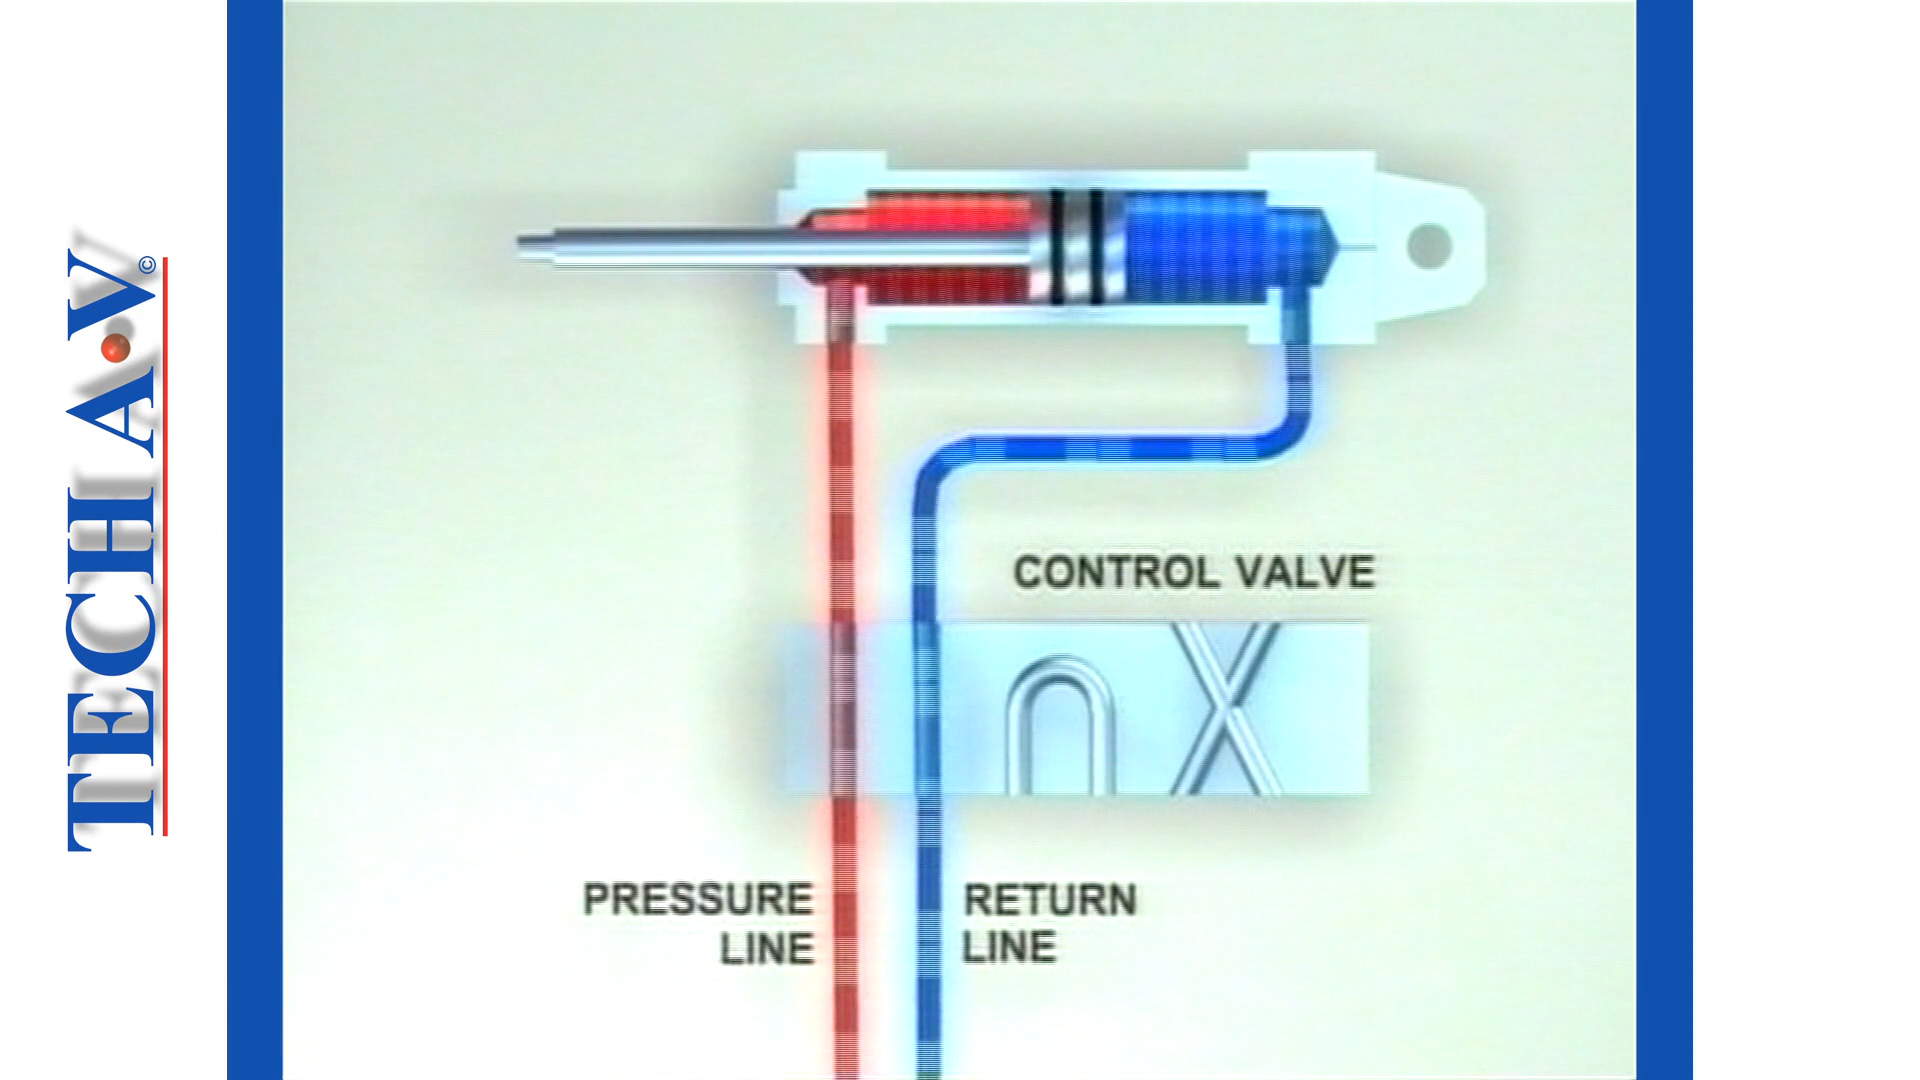 TECH A.V
©
CONTROL VALVE
PRESSURE
LINE
RETURN
LINE